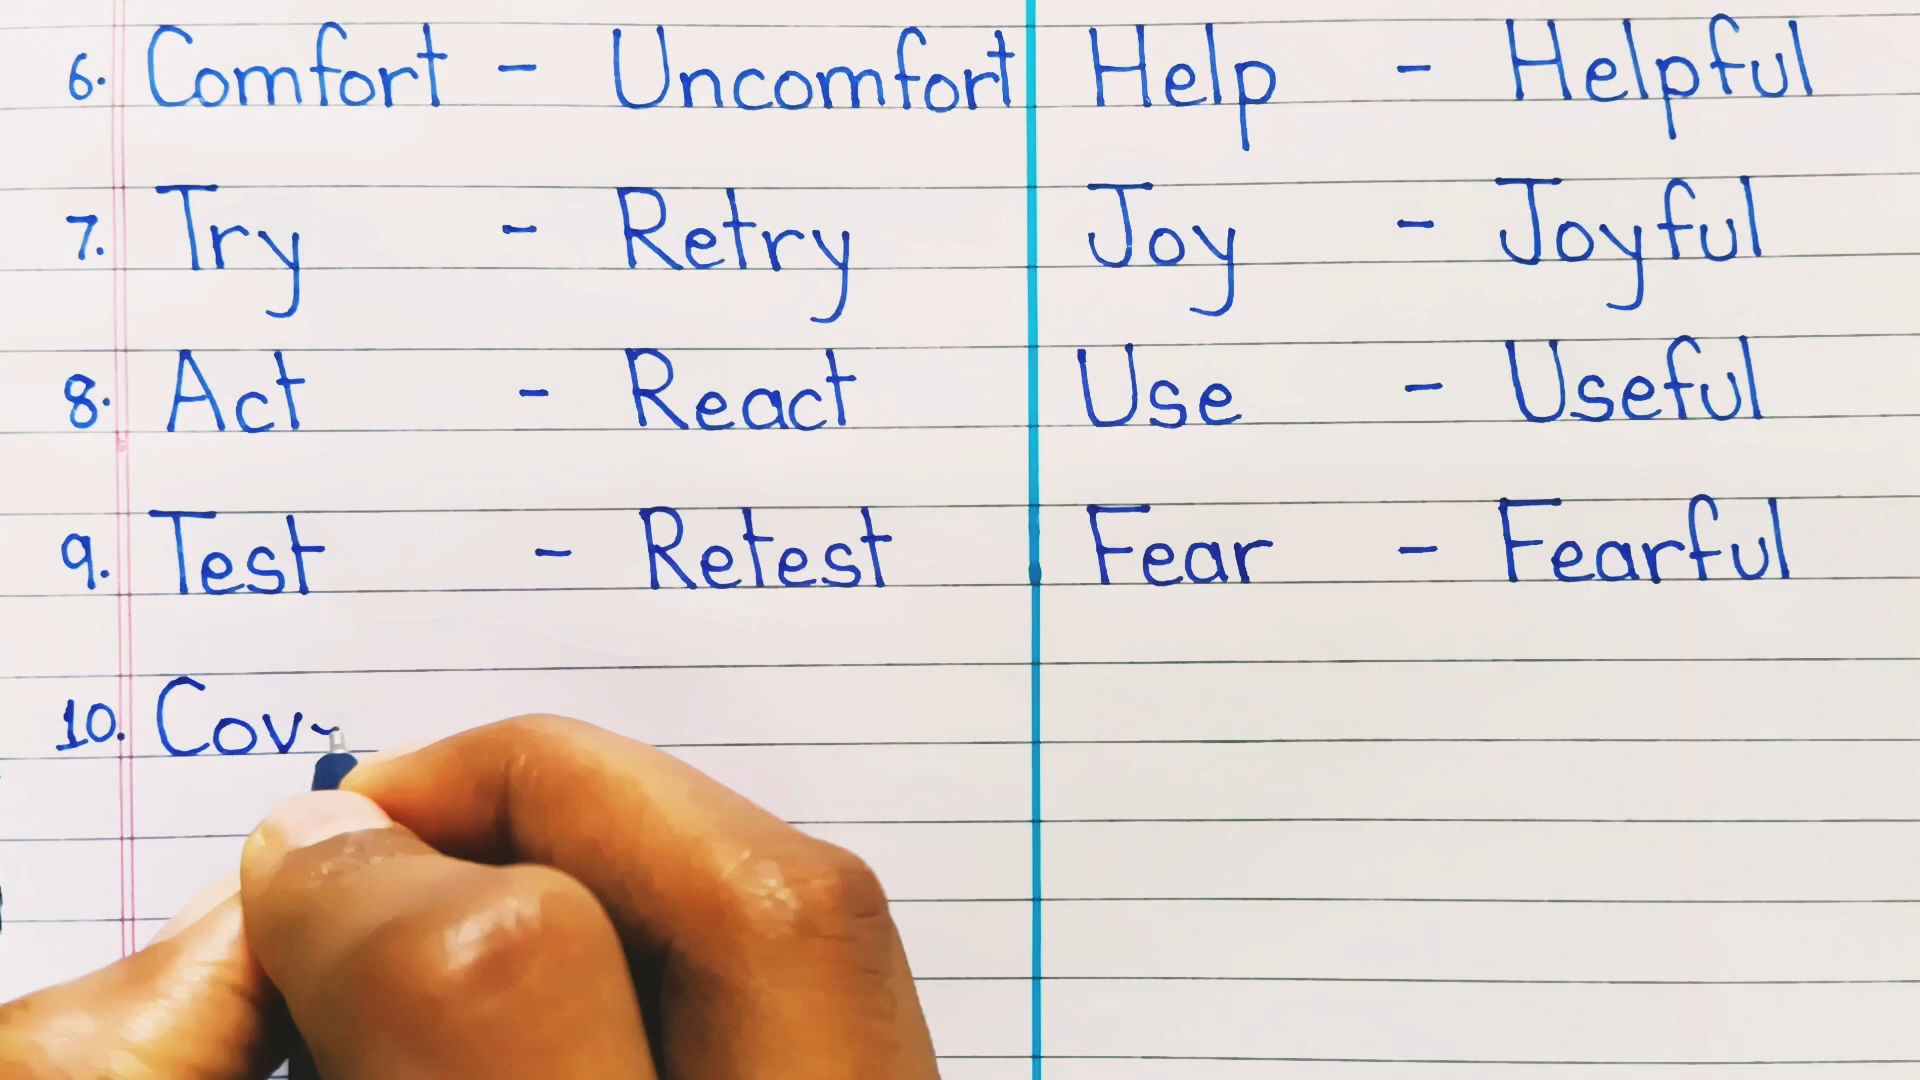 6. Comfort - Uncomfort Help - Helpful
7. Try - Retry Joy - Joyful
8. Act - React Use - Useful
9. Test - Retest Fear - Fearful
10. Cov